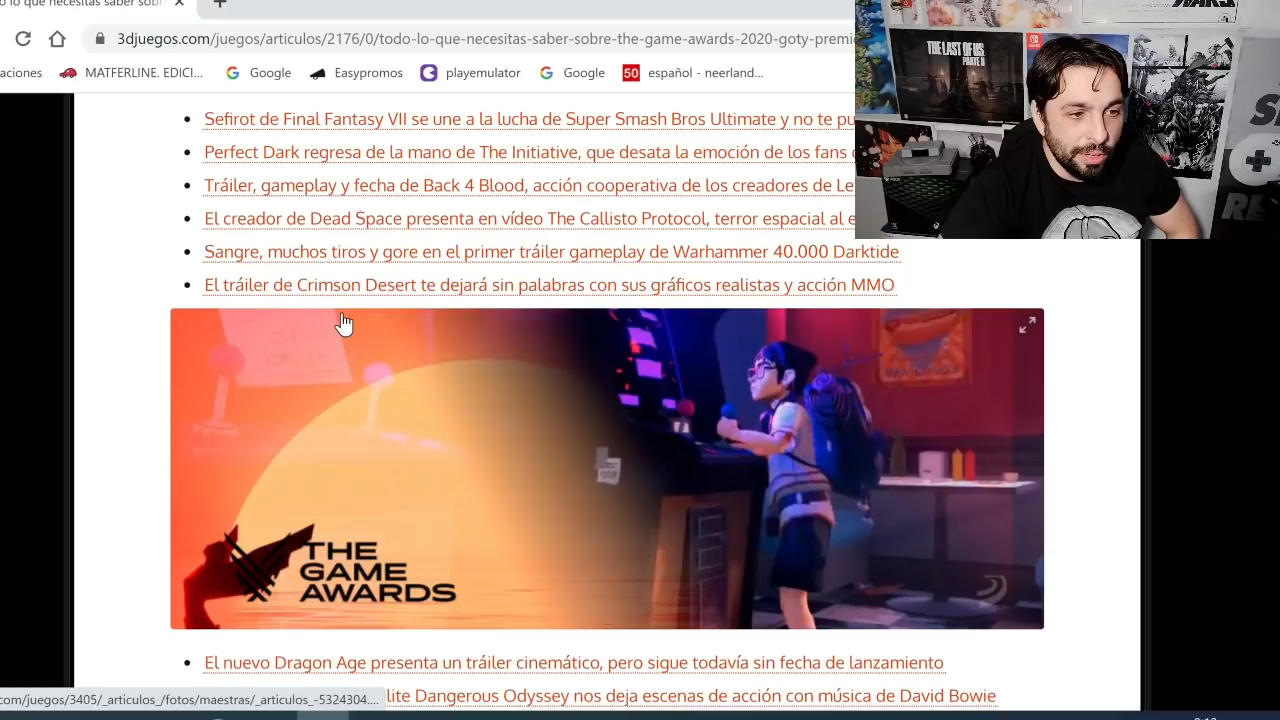 o lo que necesitas saber sobr
3djuegos.com/juegos/articulos/2176/0/todo-lo-que-necesitas-saber-sobre-the-game-awards-2020-goty-premi
aciones
MATFERLINE. EDICI...
Google
Easypromos
playemulator
Google
50
español - neerland...
THE LAST OF US
PARTE II
Sefirot de Final Fantasy VII se une a la lucha de Super Smash Bros Ultimate y no te pu
Perfect Dark regresa de la mano de The Initiative, que desata la emoción de los fans
Tráiler, gameplay y fecha de Back 4 Blood, acción cooperativa de los creadores de Le
El creador de Dead Space presenta en vídeo The Callisto Protocol, terror espacial al e
Sangre, muchos tiros y gore en el primer tráiler gameplay de Warhammer 40.000 Darktide
El tráiler de Crimson Desert te dejará sin palabras con sus gráficos realistas y acción MMO
THE
GAME
AWARDS
El nuevo Dragon Age presenta un tráiler cinemático, pero sigue todavía sin fecha de lanzamiento
com/juegos/3405/_articulos_/fotos/maestras/_articulos_-5324304....
lite Dangerous Odyssey nos deja escenas de acción con música de David Bowie